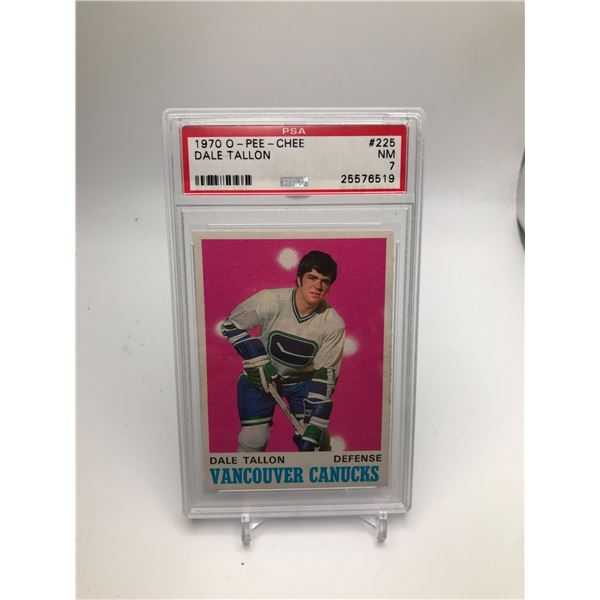 PSA
1970 O-PEE-CHEE #225
DALE TALLON NM
7
25576519
DALE TALLON DEFENSE
VANCOUVER CANUCKS